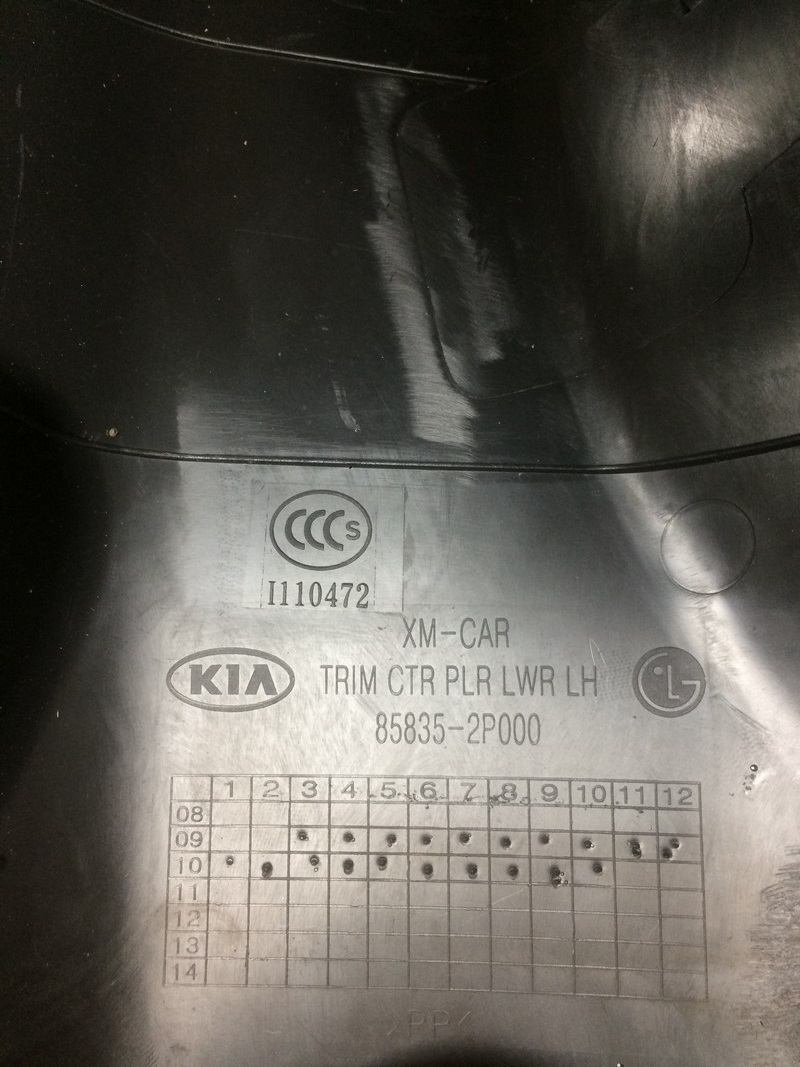 CCCS
I110472
XM-CAR
KIA
TRIM CTR PLR LWR LH
LG
85835-2P000
1 2 3 4 5 6 7 8 9 10 11 12
08
09
10
11
12
13
14
>PP<